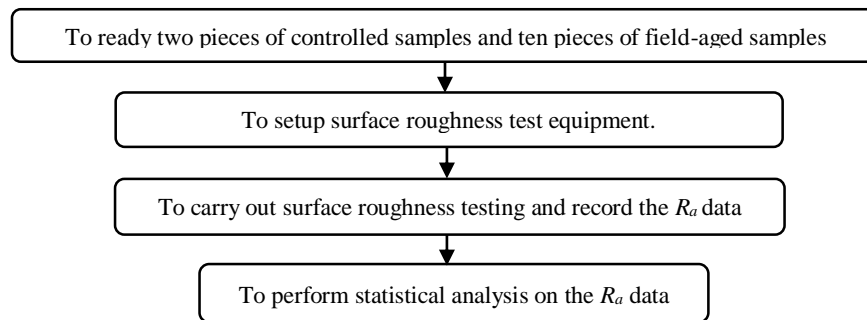 To ready two pieces of controlled samples and ten pieces of field-aged samples
To setup surface roughness test equipment.
To carry out surface roughness testing and record the Ra data
To perform statistical analysis on the Ra data